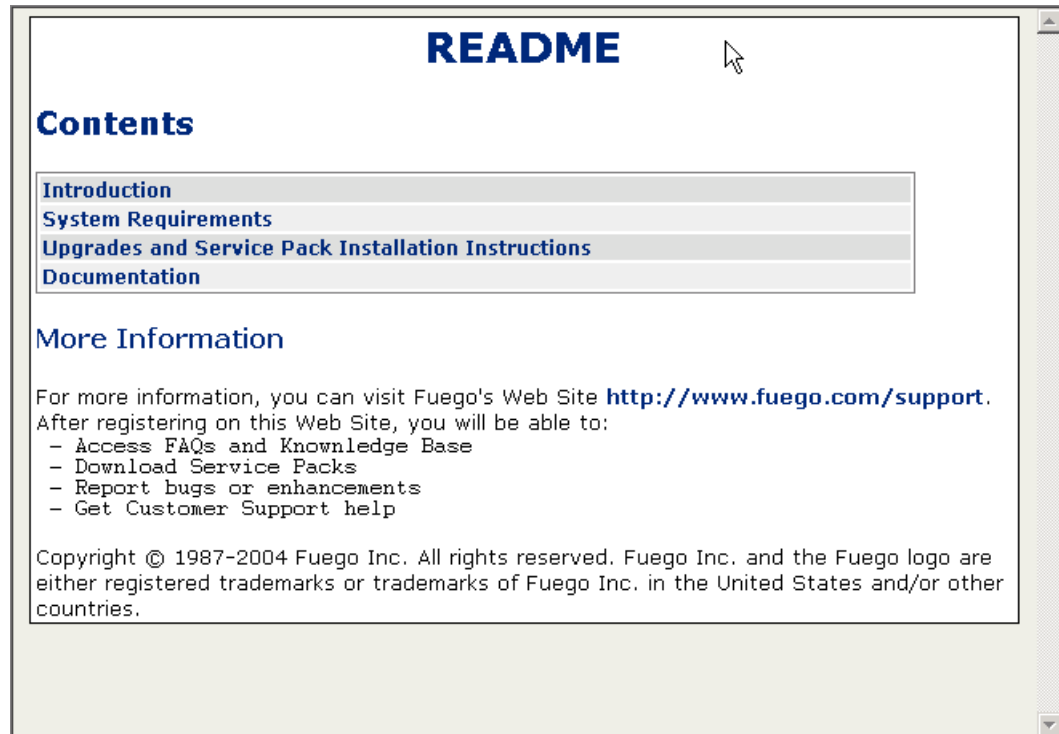 README
Contents
Introduction
System Requirements
Upgrades and Service Pack Installation Instructions
Documentation
More Information
For more information, you can visit Fuego's Web Site http://www.fuego.com/support.
After registering on this Web Site, you will be able to:
– Access FAQs and Knownledge Base
– Download Service Packs
– Report bugs or enhancements
– Get Customer Support help
Copyright © 1987-2004 Fuego Inc. All rights reserved. Fuego Inc. and the Fuego logo are
either registered trademarks or trademarks of Fuego Inc. in the United States and/or other
countries.